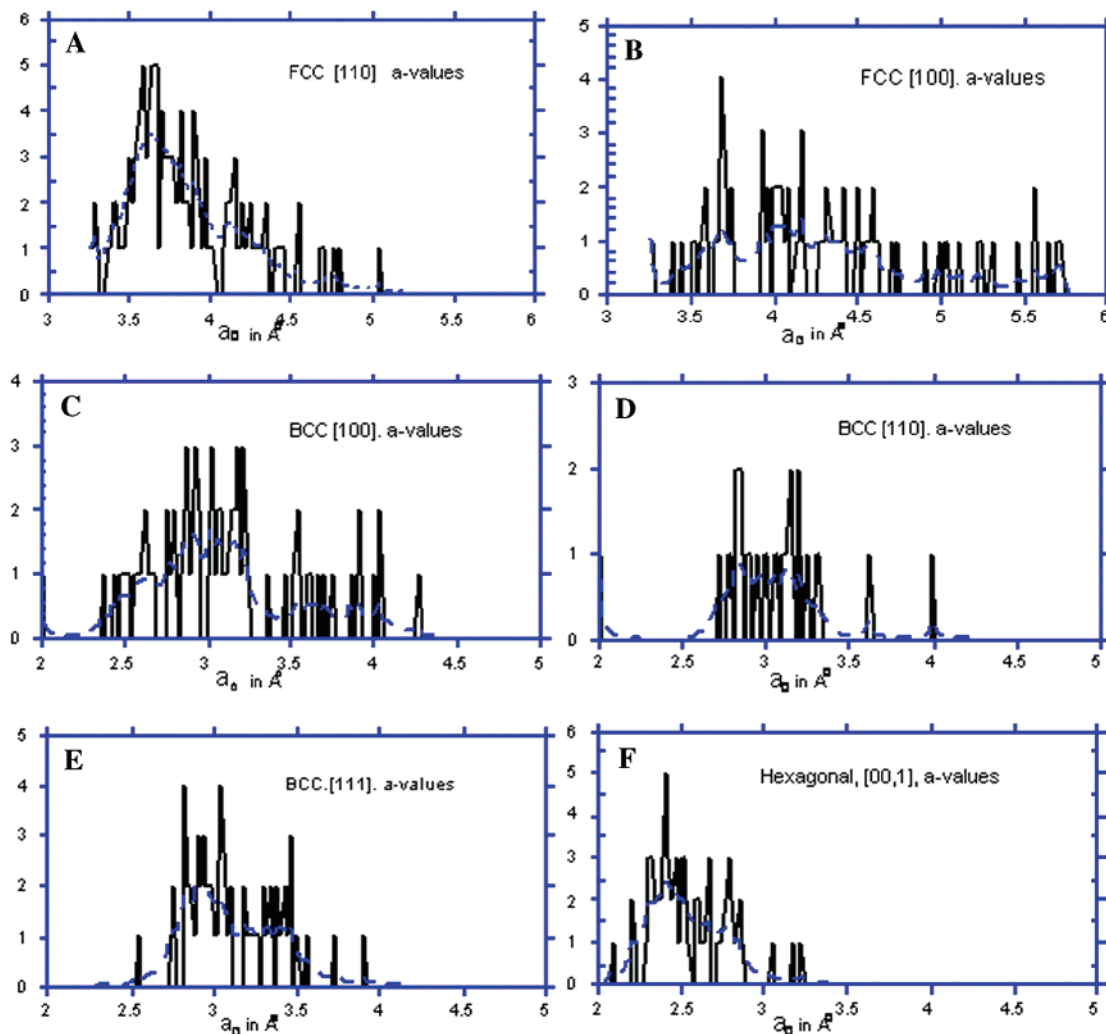 A
FCC [110] a-values
6
5
4
3
2
1
0
3 3.5 4 4.5 5 5.5 6
a₀ in A°
B
FCC [100]. a-values
5
4
3
2
1
0
3 3.5 4 4.5 5 5.5 6
a₀ in A°
C
BCC [100]. a-values
4
3
2
1
0
2 2.5 3 3.5 4 4.5 5
a₀ in A°
D
BCC [110]. a-values
3
2
1
0
2 2.5 3 3.5 4 4.5 5
a₀ in A°
E
BCC.[111]. a-values
5
4
3
2
1
0
2 2.5 3 3.5 4 4.5 5
a₀ in A°
F
Hexagonal, [00,1], a-values
6
5
4
3
2
1
0
2 2.5 3 3.5 4 4.5 5
a₀ in A°